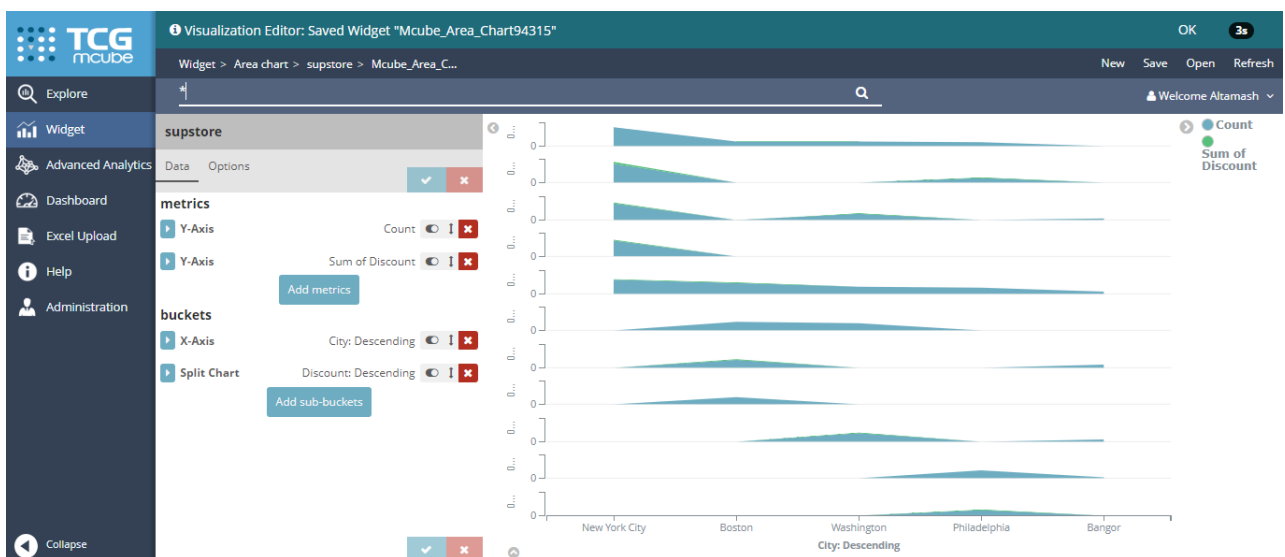 TCG
mcube
Visualization Editor: Saved Widget "Mcube_Area_Chart94315"
OK
3s
Widget > Area chart > supstore > Mcube_Area_C...
New Save Open Refresh
*
Welcome Altamash
Explore
Widget
Advanced Analytics
Dashboard
Excel Upload
Help
Administration
Collapse
supstore
Data Options
metrics
Y-Axis Count
Y-Axis Sum of Discount
Add metrics
buckets
X-Axis City: Descending
Split Chart Discount: Descending
Add sub-buckets
0
0
0
0
0
0
0
0
0
0
0
New York City Boston Washington Philadelphia Bangor
City: Descending
Count
Sum of
Discount